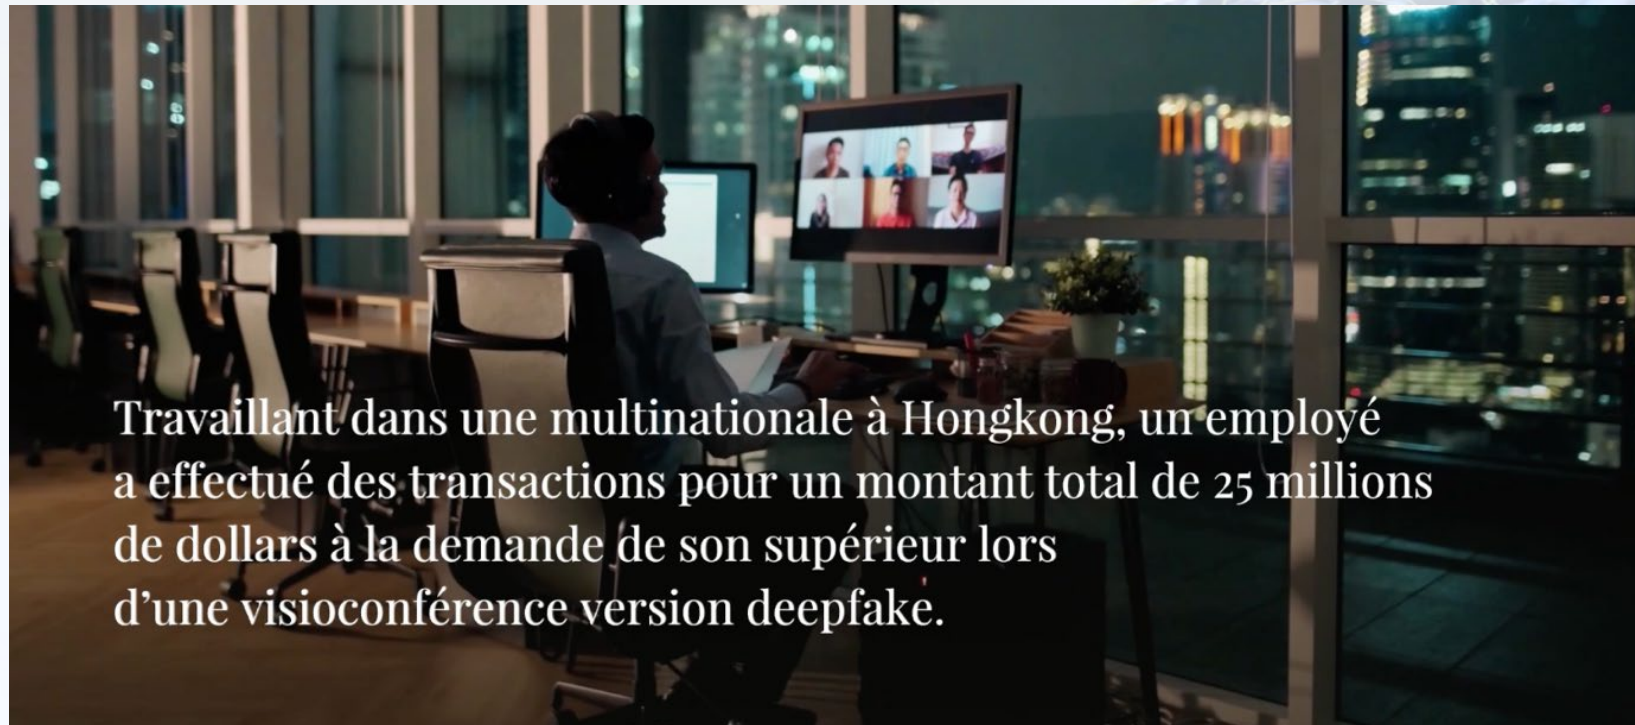 Travaillant dans une multinationale à Hongkong, un employé
a effectué des transactions pour un montant total de 25 millions
de dollars à la demande de son supérieur lors
d’une visioconférence version deepfake.